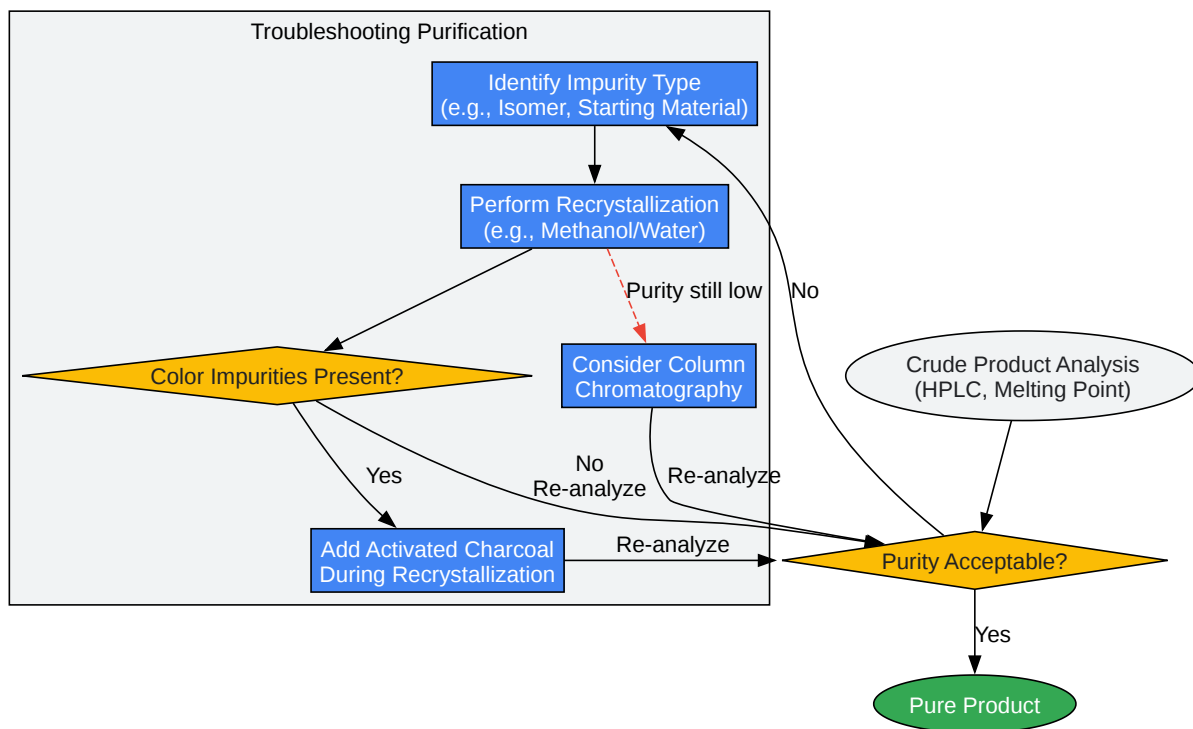 Troubleshooting Purification
Identify Impurity Type
(e.g., Isomer, Starting Material)
Perform Recrystallization
(e.g., Methanol/Water)
Purity still low
No
Color Impurities Present?
Consider Column
Chromatography
Crude Product Analysis
(HPLC, Melting Point)
Yes
No
Re-analyze
Re-analyze
Add Activated Charcoal
During Recrystallization
Re-analyze
Purity Acceptable?
Yes
Pure Product